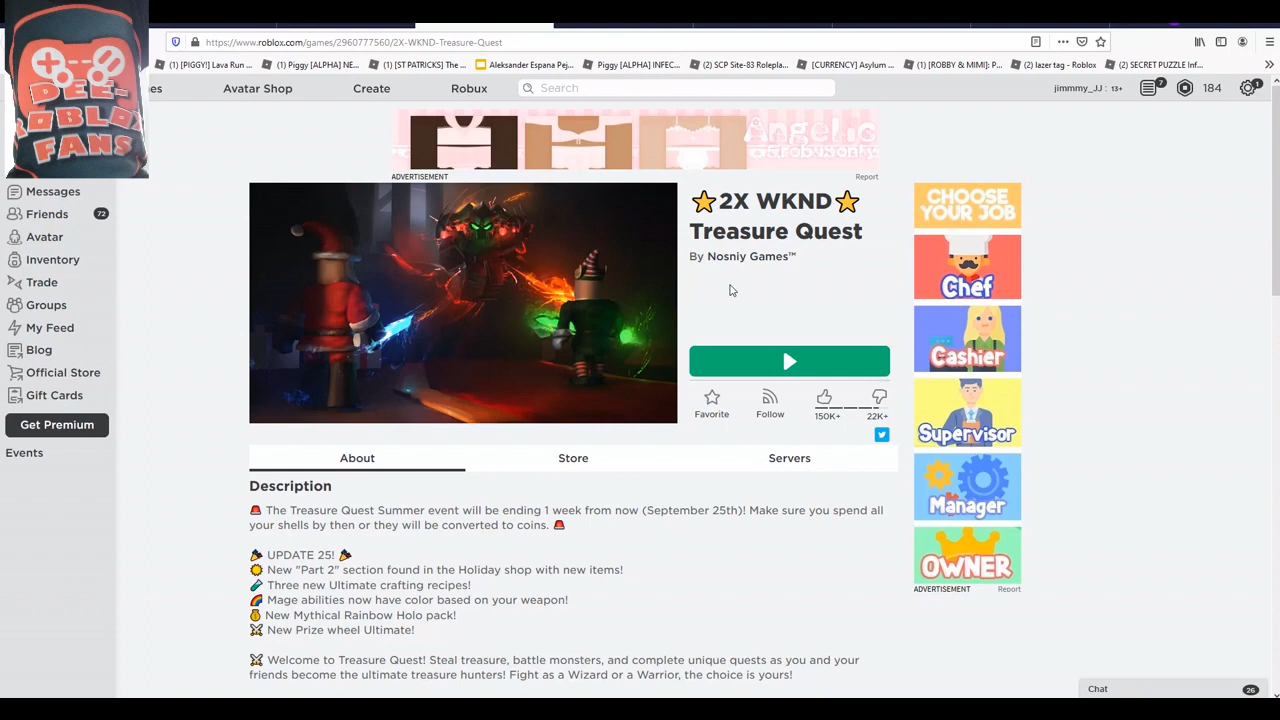 DEE-
ROBLOX
FANS
https://www.roblox.com/games/2960777560/2X-WKND-Treasure-Quest
(1) [PIGGY!] Lava Run ...
(1) Piggy [ALPHA] NE...
(1) [ST PATRICKS] The ...
Aleksander Espana Pej...
Piggy [ALPHA] INFEC...
(2) SCP Site-83 Rolepla...
[CURRENCY] Asylum ...
(1) [ROBBY & MIMI]: P...
(2) lazer tag - Roblox
(2) SECRET PUZZLE Inf...
es
Avatar Shop
Create
Robux
Search
jimmmy_JJ : 13+
7
184
1
Angelic
ADVERTISEMENT
Report
Messages
Friends
72
Avatar
Inventory
Trade
Groups
My Feed
Blog
Official Store
Gift Cards
Get Premium
Events
2X WKND
Treasure Quest
By Nosniy Games™
Favorite
Follow
150K+
22K+
About
Store
Servers
Description
🚨 The Treasure Quest Summer event will be ending 1 week from now (September 25th)! Make sure you spend all
your shells by then or they will be converted to coins. 🚨
🎉 UPDATE 25! 🎉
New "Part 2" section found in the Holiday shop with new items!
Three new Ultimate crafting recipes!
🌈 Mage abilities now have color based on your weapon!
New Mythical Rainbow Holo pack!
⚔ New Prize wheel Ultimate!
⚔ Welcome to Treasure Quest! Steal treasure, battle monsters, and complete unique quests as you and your
friends become the ultimate treasure hunters! Fight as a Wizard or a Warrior, the choice is yours!
CHOOSE
YOUR JOB
Chef
Cashier
Supervisor
Manager
OWNER
ADVERTISEMENT
Report
Chat
26